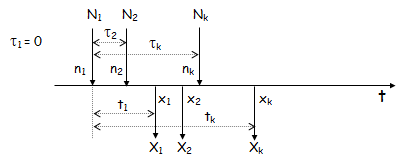 N1 N2 Nk
τ2
τ1 = 0 τk
n1 n2 nk
x1 x2 xk t
t1
tk
X1 X2 Xk